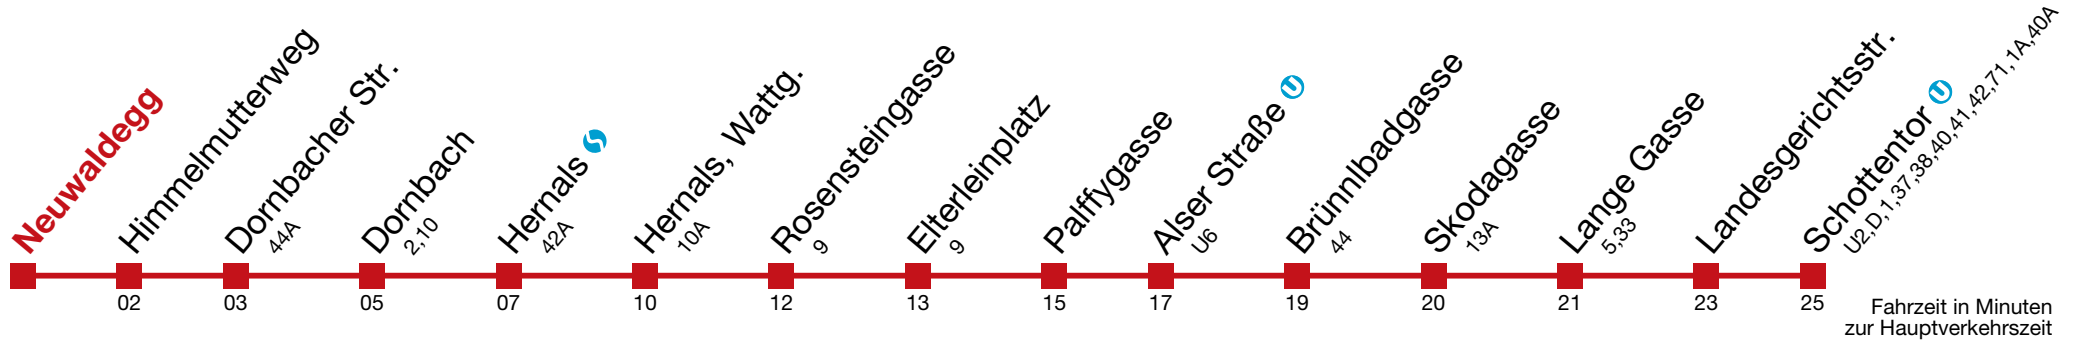 Neuwaldegg
Himmelmutterweg
02
Dornbacher Str.
44A
03
Dornbach
2,10
05
Hernals
42A
07
Hernals, Wattg.
10A
10
Rosensteingasse
9
12
Elterleinplatz
9
13
Palffygasse
15
Alser Straße U
U6
17
Brünnlbadgasse
44
19
Skodagasse
13A
20
Lange Gasse
5,33
21
Landesgerichtsstr.
23
Schottentor U
U2,D,1,37,38,40,41,42,71,1A,40A
25
Fahrzeit in Minuten
zur Hauptverkehrszeit